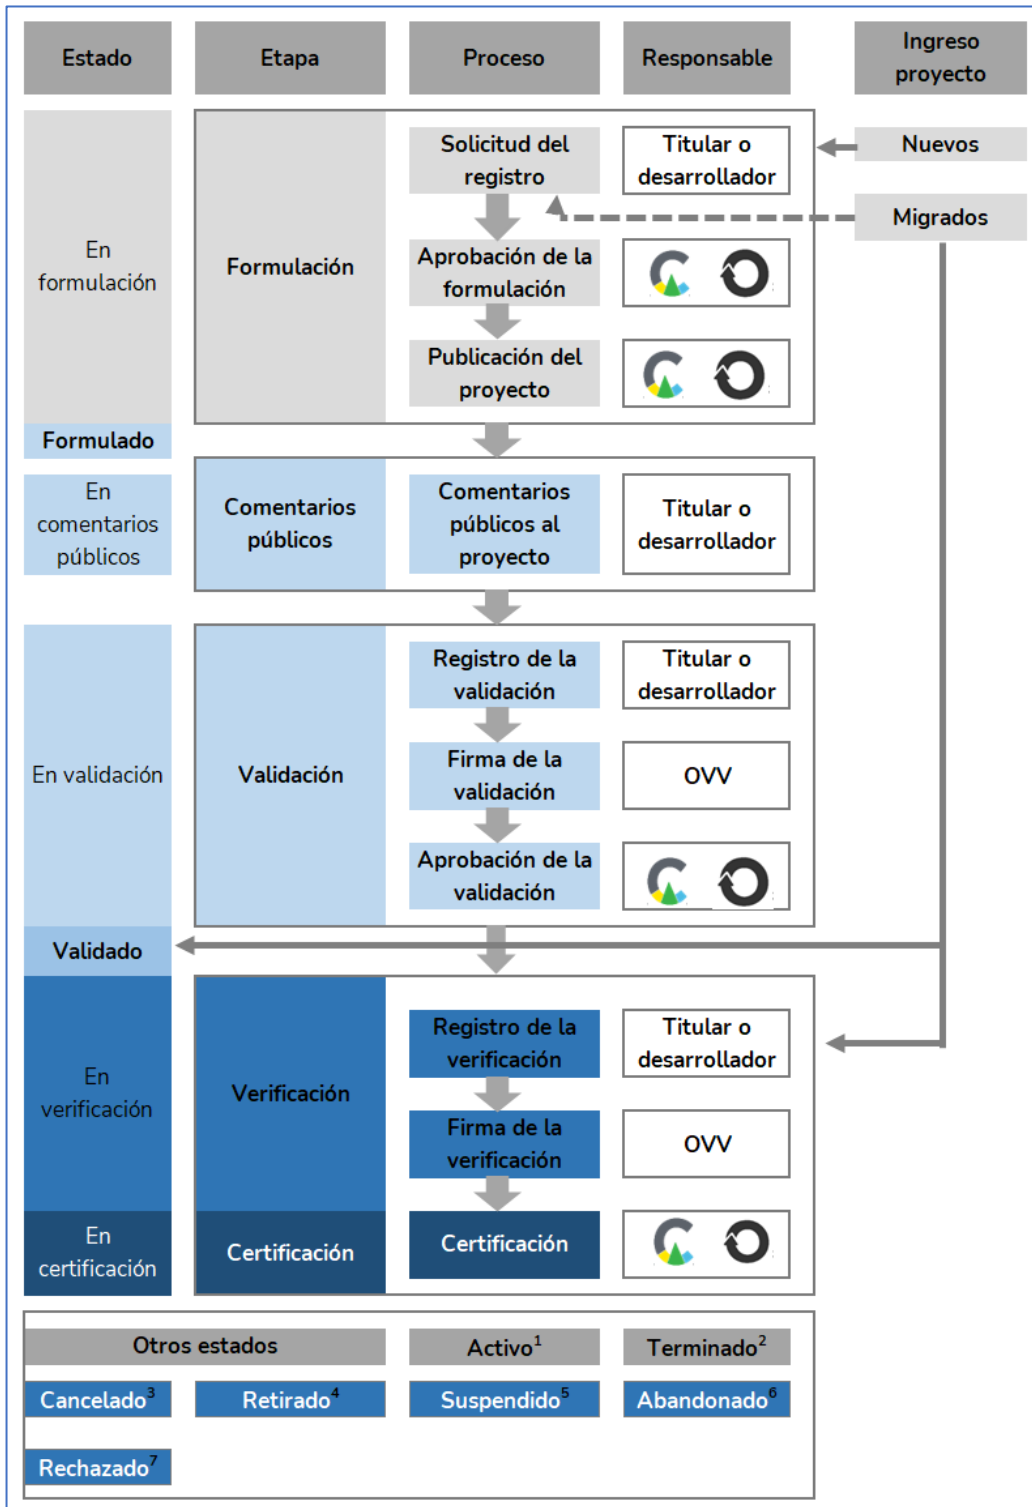 Estado
Etapa
Proceso
Responsable
Ingreso
proyecto
En
formulación
Formulación
Solicitud del
registro
Titular o
desarrollador
Nuevos
Migrados
Aprobación de la
formulación
Publicación del
proyecto
Formulado
En
comentarios
públicos
Comentarios
públicos
Comentarios
públicos al
proyecto
Titular o
desarrollador
En validación
Validación
Registro de la
validación
Titular o
desarrollador
Firma de la
validación
OVV
Aprobación de la
validación
Validado
En
verificación
Verificación
Registro de la
verificación
Titular o
desarrollador
Firma de la
verificación
OVV
En
certificación
Certificación
Certificación
Otros estados
Activo1
Terminado2
Cancelado3
Retirado4
Suspendido5
Abandonado6
Rechazado7